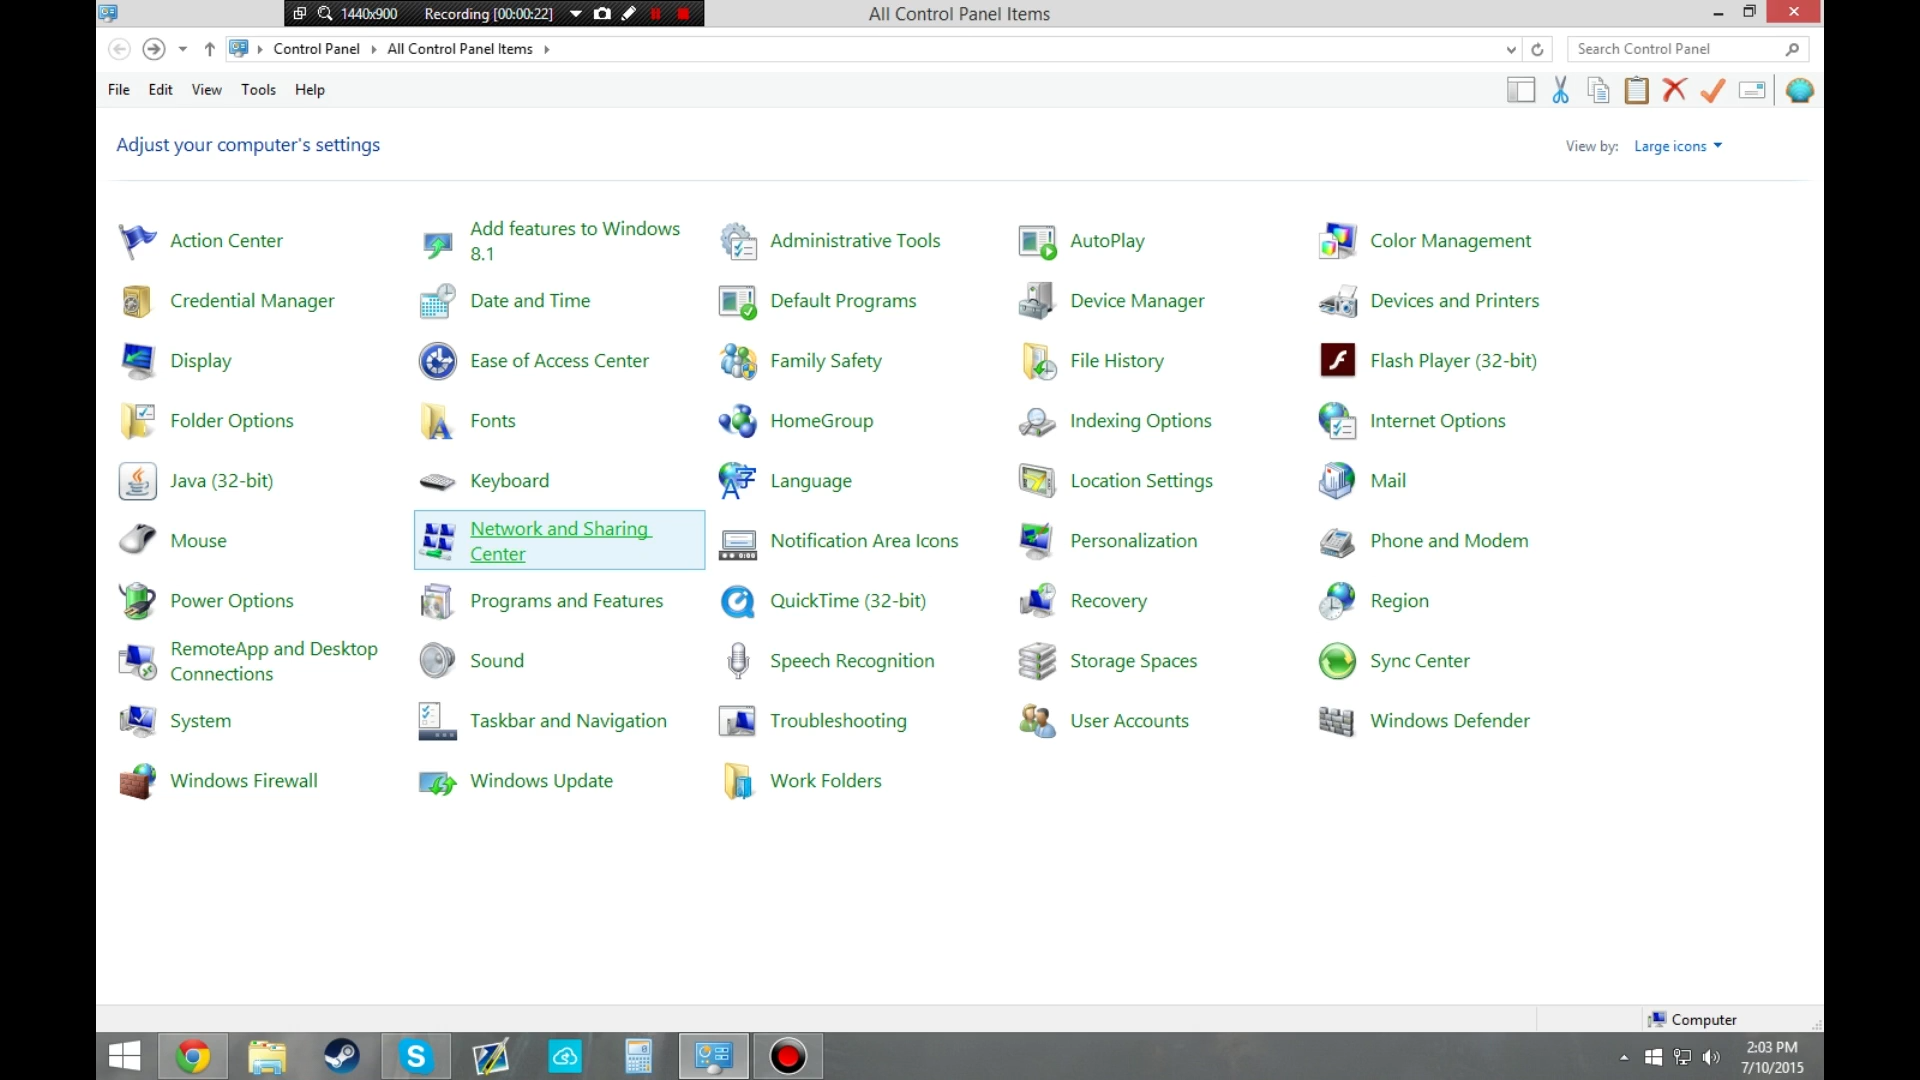 1440x900 Recording [00:00:22] All Control Panel Items
Control Panel All Control Panel Items Search Control Panel
File Edit View Tools Help
Adjust your computer's settings View by: Large icons
Action Center
Add features to Windows
8.1
Administrative Tools
AutoPlay
Color Management
Credential Manager
Date and Time
Default Programs
Device Manager
Devices and Printers
Display
Ease of Access Center
Family Safety
File History
Flash Player (32-bit)
Folder Options
Fonts
HomeGroup
Indexing Options
Internet Options
Java (32-bit)
Keyboard
Language
Location Settings
Mail
Mouse
Network and Sharing
Center
Notification Area Icons
Personalization
Phone and Modem
Power Options
Programs and Features
QuickTime (32-bit)
Recovery
Region
RemoteApp and Desktop
Connections
Sound
Speech Recognition
Storage Spaces
Sync Center
System
Taskbar and Navigation
Troubleshooting
User Accounts
Windows Defender
Windows Firewall
Windows Update
Work Folders
Computer
2:03 PM
7/10/2015